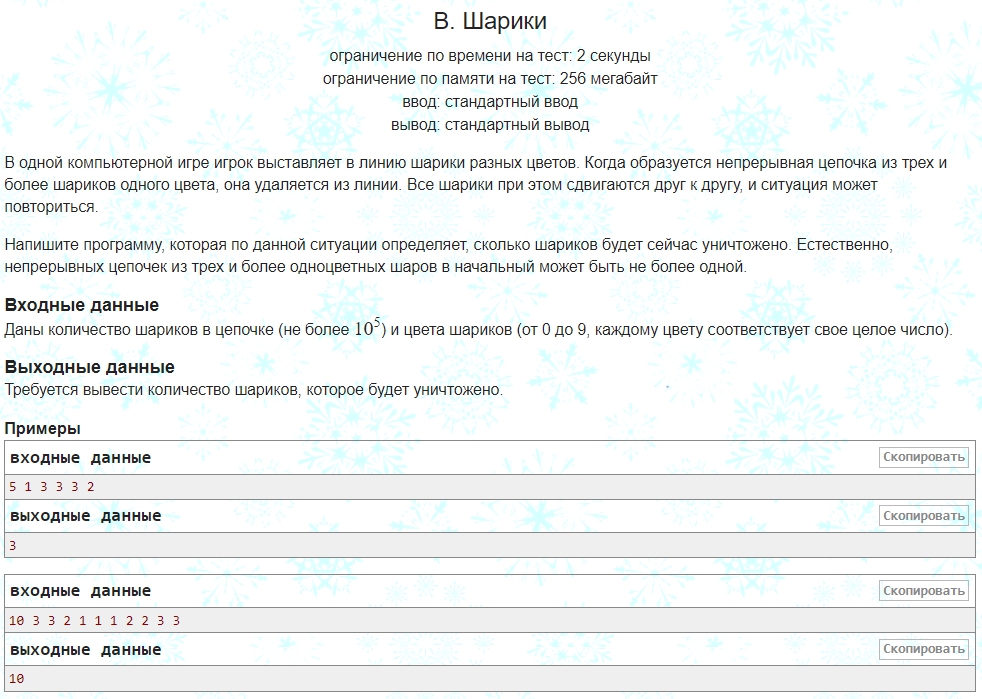 В. Шарики
ограничение по времени на тест: 2 секунды
ограничение по памяти на тест: 256 мегабайт
ввод: стандартный ввод
вывод: стандартный вывод
В одной компьютерной игре игрок выставляет в линию шарики разных цветов. Когда образуется непрерывная цепочка из трех и
более шариков одного цвета, она удаляется из линии. Все шарики при этом сдвигаются друг к другу, и ситуация может
повториться.
Напишите программу, которая по данной ситуации определяет, сколько шариков будет сейчас уничтожено. Естественно,
непрерывных цепочек из трех и более одноцветных шаров в начальный может быть не более одной.
Входные данные
Даны количество шариков в цепочке (не более 10^5) и цвета шариков (от 0 до 9, каждому цвету соответствует свое целое число).
Выходные данные
Требуется вывести количество шариков, которое будет уничтожено.
Примеры
входные данные Скопировать
5 1 3 3 3 2
выходные данные Скопировать
3
входные данные Скопировать
10 3 3 2 1 1 1 2 2 3 3
выходные данные Скопировать
10